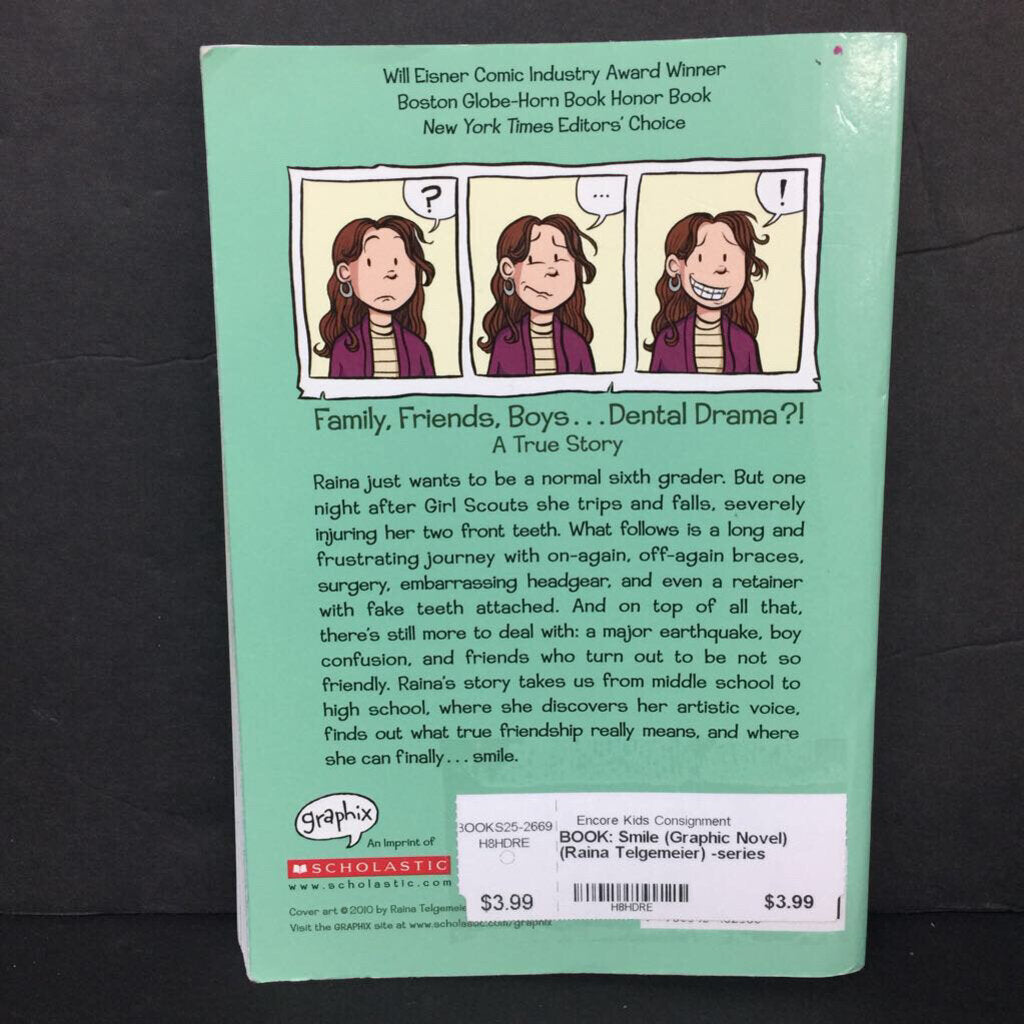 Will Eisner Comic Industry Award Winner
Boston Globe-Horn Book Honor Book
New York Times Editors' Choice
?
...
!
Family, Friends, Boys...Dental Drama?!
A True Story
Raina just wants to be a normal sixth grader. But one
night after Girl Scouts she trips and falls, severely
injuring her two front teeth. What follows is a long and
frustrating journey with on-again, off-again braces,
surgery, embarrassing headgear, and even a retainer
with fake teeth attached. And on top of all that,
there's still more to deal with: a major earthquake, boy
confusion, and friends who turn out to be not so
friendly. Raina's story takes us from middle school to
high school, where she discovers her artistic voice,
finds out what true friendship really means, and where
she can finally... smile.
graphix
An Imprint of
SCHOLASTIC
www.scholastic.com
Cover art © 2010 by Raina Telgemeie
Visit the GRAPHIX site at www.scholastic.com/graphix
BOOKS25-2669
H8HDRE
$3.99
Encore Kids Consignment
BOOK: Smile (Graphic Novel)
(Raina Telgemeier) -series
H8HDRE
$3.99